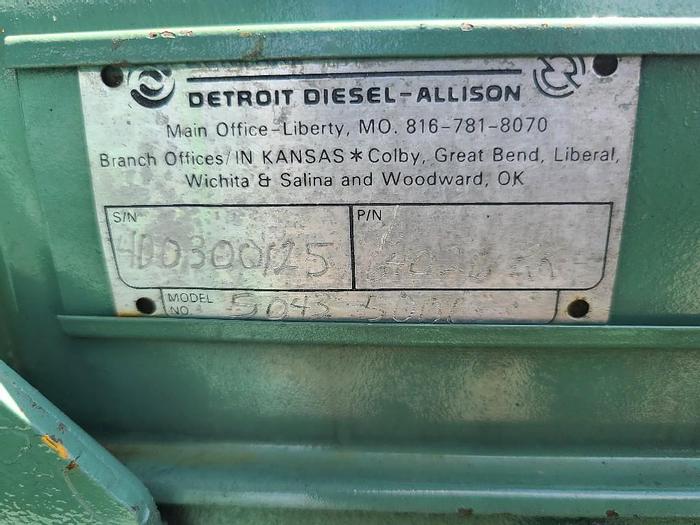 DETROIT DIESEL-ALLISON
Main Office-Liberty, MO. 816-781-8070
Branch Offices/IN KANSAS*Colby, Great Bend, Liberal,
Wichita & Salina and Woodward, OK
S/N P/N
4D0300125
MODEL
NO. 5043